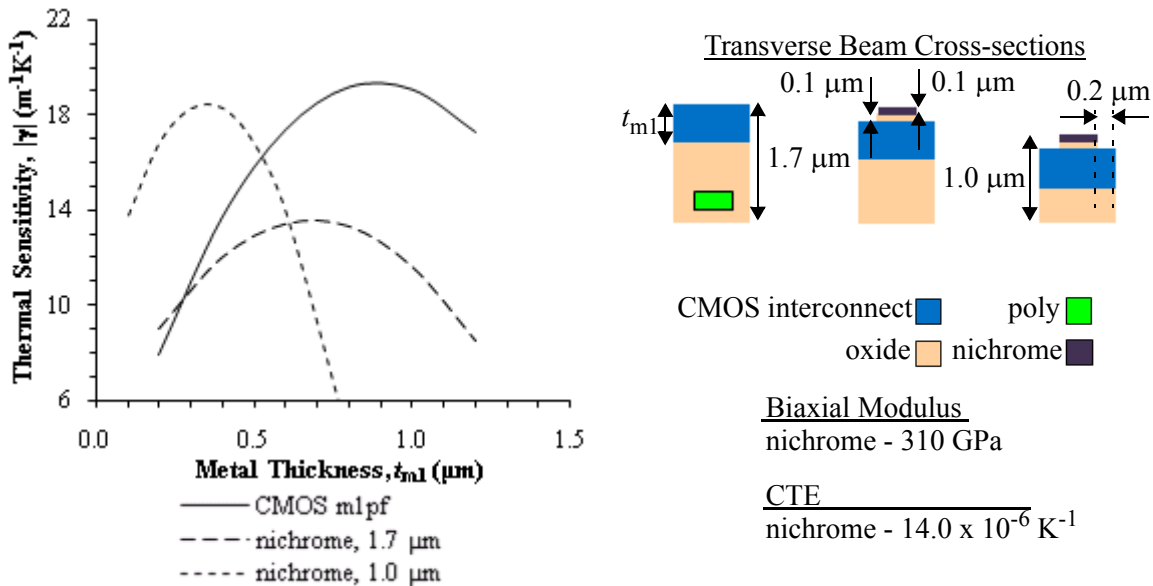 Thermal Sensitivity, |γ| (m⁻¹K⁻¹)
22
18
14
10
6
0.0 0.5 1.0 1.5
Metal Thickness, tm1 (μm)
CMOS m1pf
nichrome, 1.7 μm
nichrome, 1.0 μm
Transverse Beam Cross-sections
0.1 μm 0.1 μm
0.2 μm
tm1
1.7 μm
1.0 μm
CMOS interconnect poly
oxide nichrome
Biaxial Modulus
nichrome - 310 GPa
CTE
nichrome - 14.0 x 10⁻⁶ K⁻¹